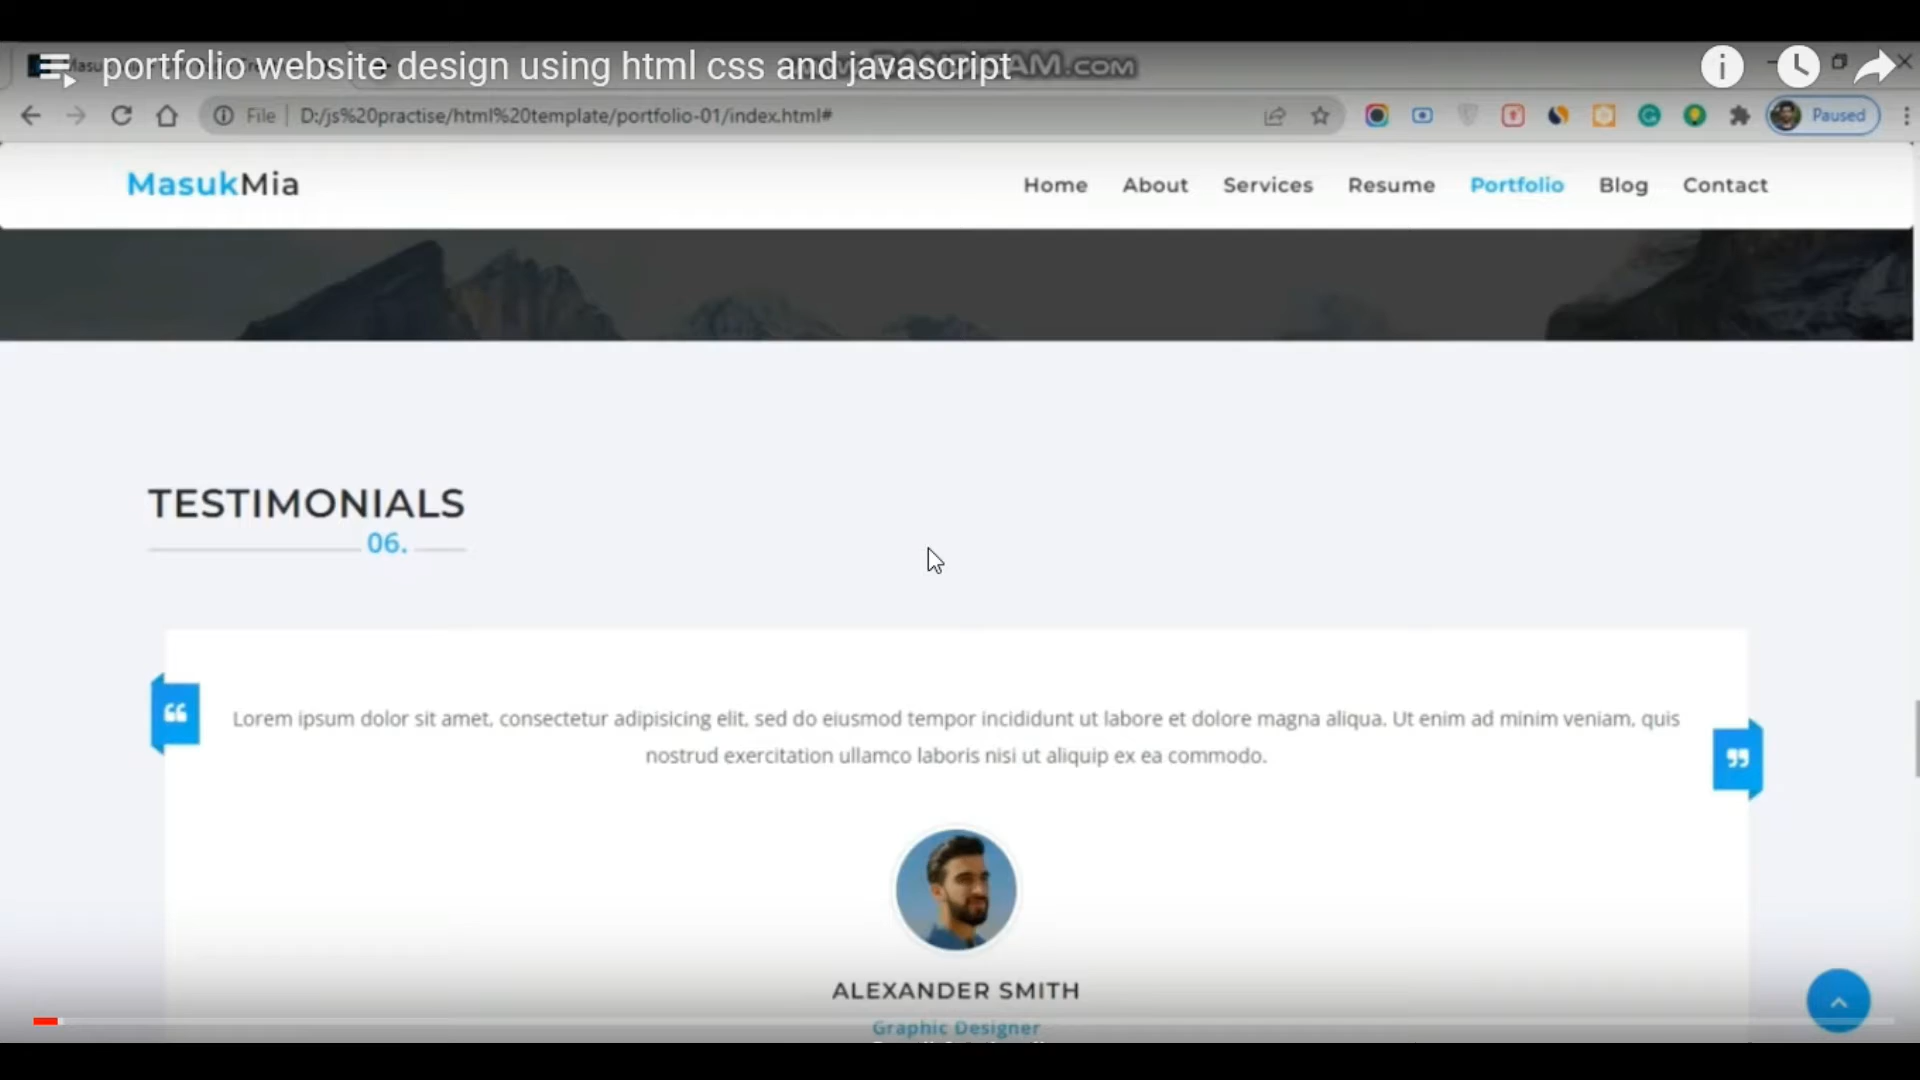 portfolio website design using html css and javascript
File D:/js%20practise/html%20template/portfolio-01/index.html#
Paused
MasukMia
Home About Services Resume Portfolio Blog Contact
TESTIMONIALS
06.
Lorem ipsum dolor sit amet, consectetur adipisicing elit, sed do eiusmod tempor incididunt ut labore et dolore magna aliqua. Ut enim ad minim veniam, quis
nostrud exercitation ullamco laboris nisi ut aliquip ex ea commodo.
ALEXANDER SMITH
Graphic Designer